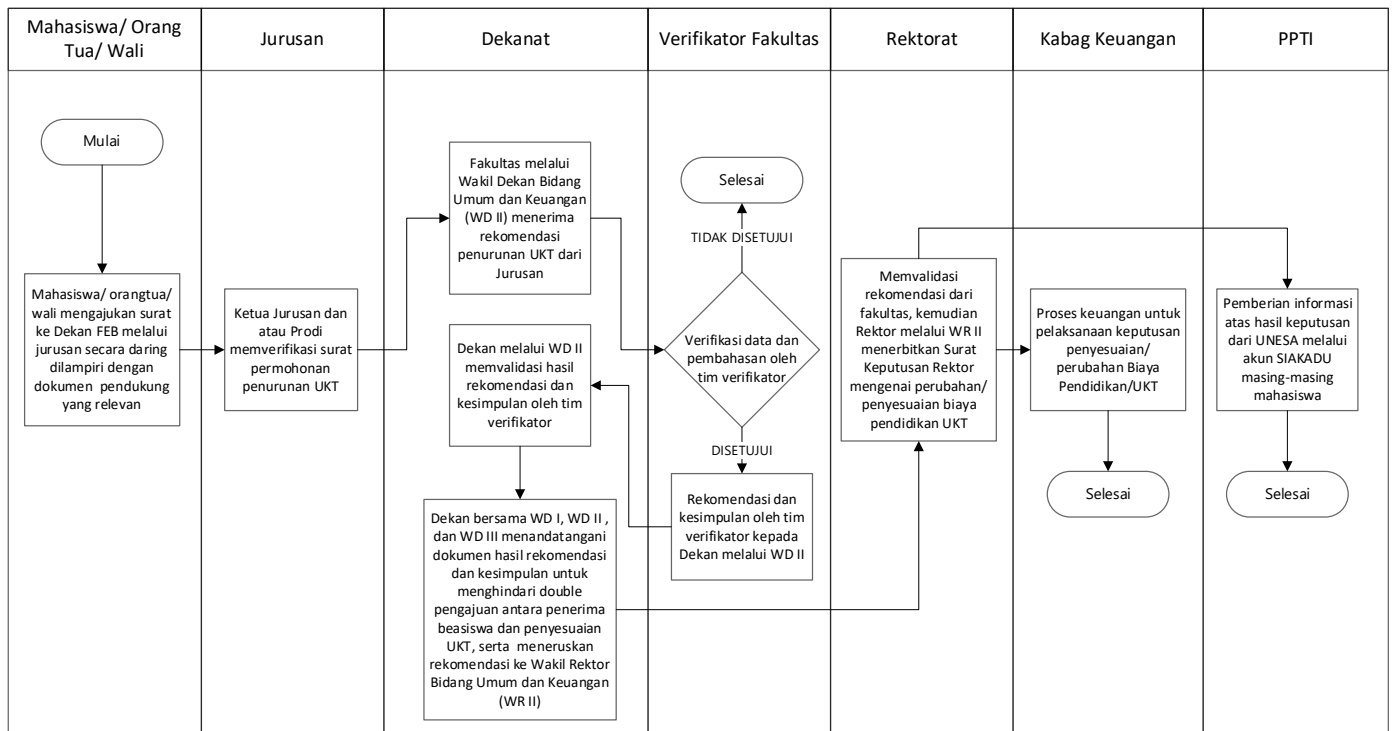 Mahasiswa/ Orang
Tua/ Wali
Jurusan
Dekanat
Verifikator Fakultas
Rektorat
Kabag Keuangan
PPTI
Mulai
Mahasiswa/ orangtua/
wali mengajukan surat
ke Dekan FEB melalui
jurusan secara daring
dilampiri dengan
dokumen pendukung
yang relevan
Ketua Jurusan dan
atau Prodi
memverifikasi surat
permohonan
penurunan UKT
Fakultas melalui
Wakil Dekan Bidang
Umum dan Keuangan
(WD II) menerima
rekomendasi
penurunan UKT dari
Jurusan
Selesai
TIDAK DISETUJUI
Verifikasi data dan
pembahasan oleh
tim verifikator
DISETUJUI
Rekomendasi dan
kesimpulan oleh tim
verifikator kepada
Dekan melalui WD II
Dekan melalui WD II
memvalidasi hasil
rekomendasi dan
kesimpulan oleh tim
verifikator
Dekan bersama WD I, WD II ,
dan WD III menandatangani
dokumen hasil rekomendasi
dan kesimpulan untuk
menghindari double
pengajuan antara penerima
beasiswa dan penyesuaian
UKT, serta meneruskan
rekomendasi ke Wakil Rektor
Bidang Umum dan Keuangan
(WR II)
Memvalidasi
rekomendasi dari
fakultas, kemudian
Rektor melalui WR II
menerbitkan Surat
Keputusan Rektor
mengenai perubahan/
penyesuaian biaya
pendidikan UKT
Proses keuangan untuk
pelaksanaan keputusan
penyesuaian/
perubahan Biaya
Pendidikan/UKT
Selesai
Pemberian informasi
atas hasil keputusan
dari UNESA melalui
akun SIAKADU
masing-masing
mahasiswa
Selesai